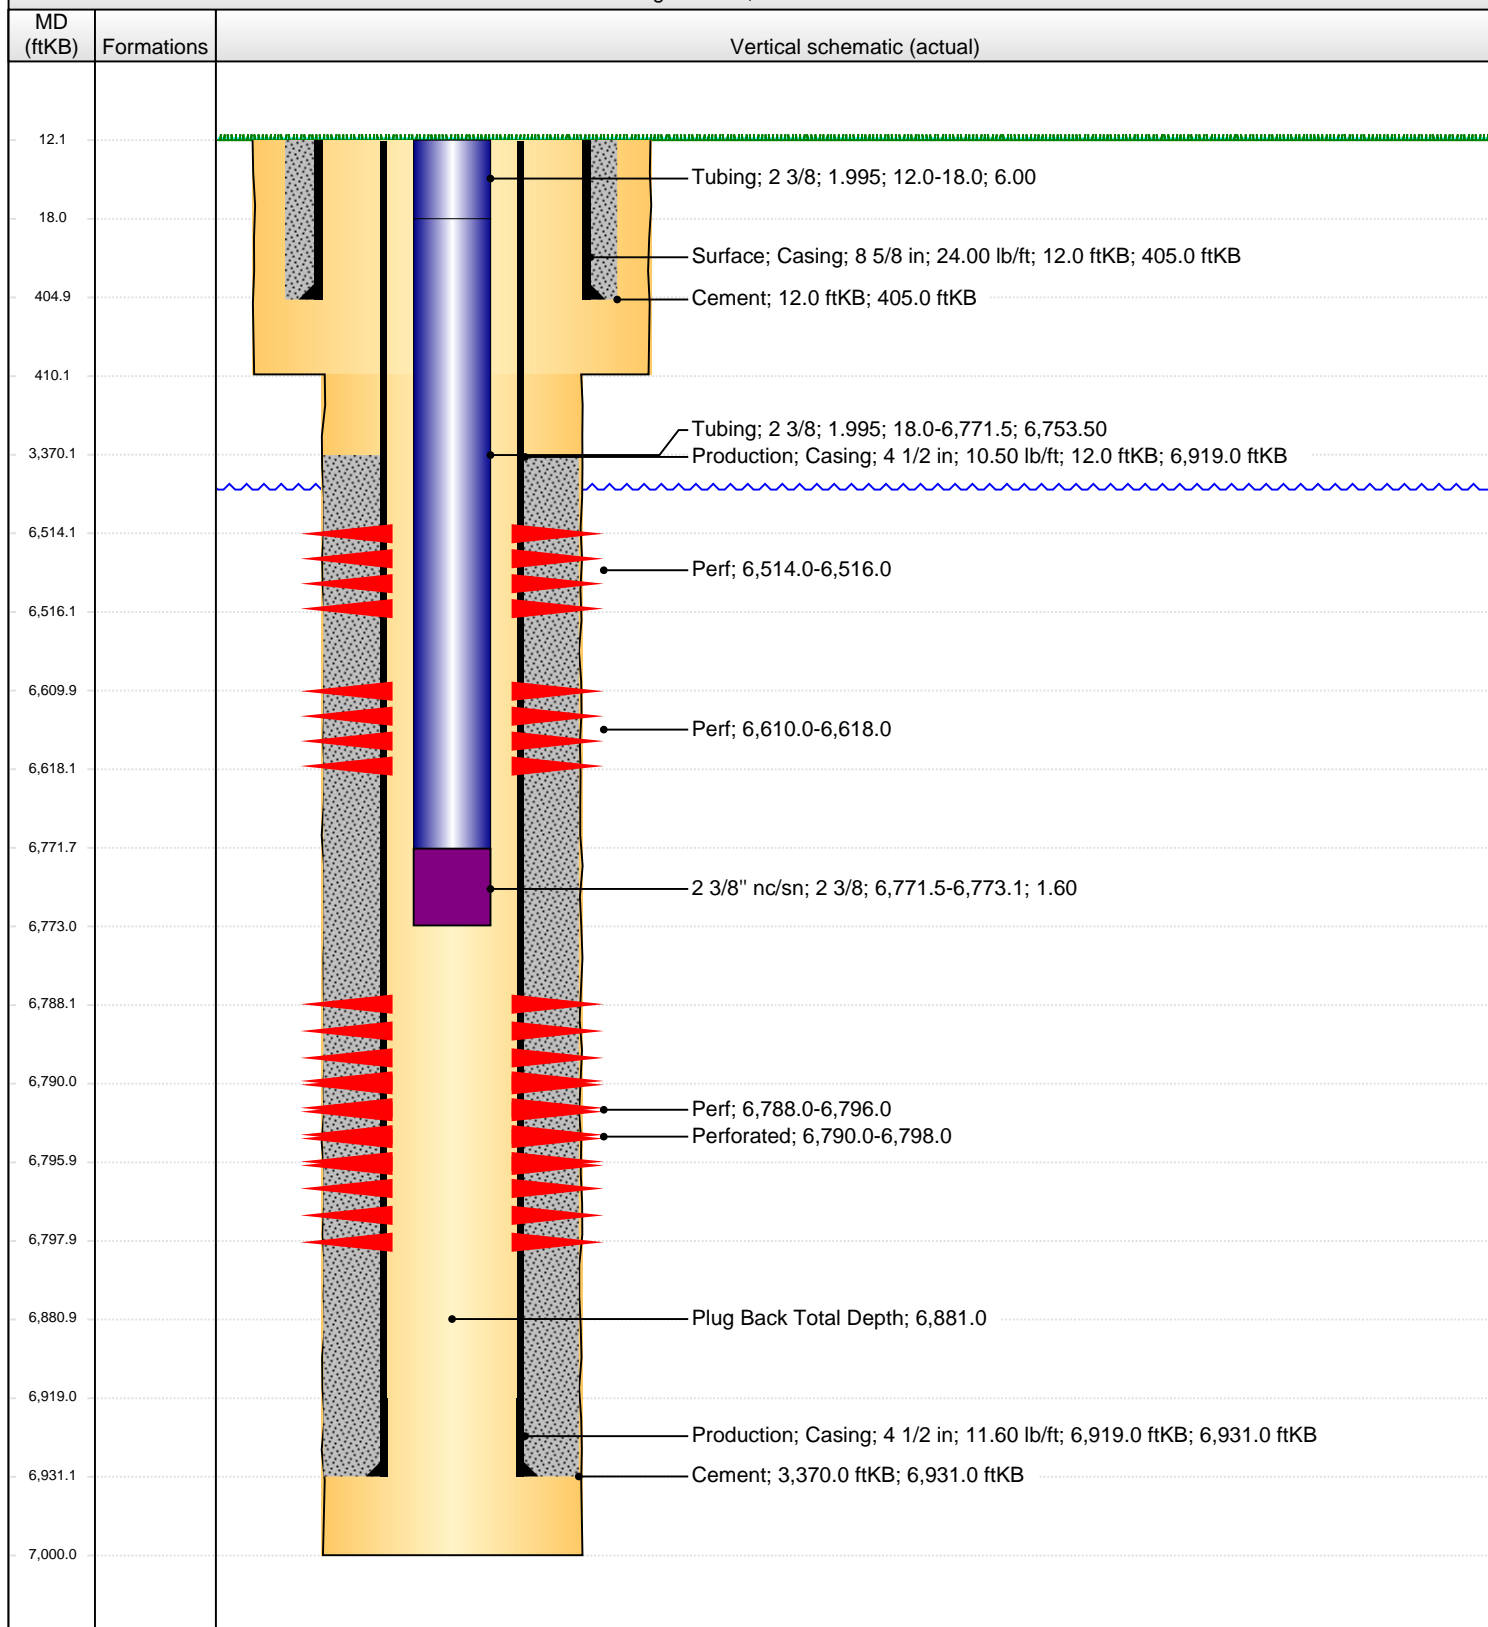 MD
(ftKB)
Formations
Vertical schematic (actual)
12.1
Tubing; 2 3/8; 1.995; 12.0-18.0; 6.00
18.0
Surface; Casing; 8 5/8 in; 24.00 lb/ft; 12.0 ftKB; 405.0 ftKB
404.9
Cement; 12.0 ftKB; 405.0 ftKB
410.1
Tubing; 2 3/8; 1.995; 18.0-6,771.5; 6,753.50
3,370.1
Production; Casing; 4 1/2 in; 10.50 lb/ft; 12.0 ftKB; 6,919.0 ftKB
6,514.1
Perf; 6,514.0-6,516.0
6,516.1
6,609.9
Perf; 6,610.0-6,618.0
6,618.1
6,771.7
2 3/8" nc/sn; 2 3/8; 6,771.5-6,773.1; 1.60
6,773.0
6,788.1
6,790.0
Perf; 6,788.0-6,796.0
Perforated; 6,790.0-6,798.0
6,795.9
6,797.9
6,880.9
Plug Back Total Depth; 6,881.0
6,919.0
Production; Casing; 4 1/2 in; 11.60 lb/ft; 6,919.0 ftKB; 6,931.0 ftKB
6,931.1
Cement; 3,370.0 ftKB; 6,931.0 ftKB
7,000.0